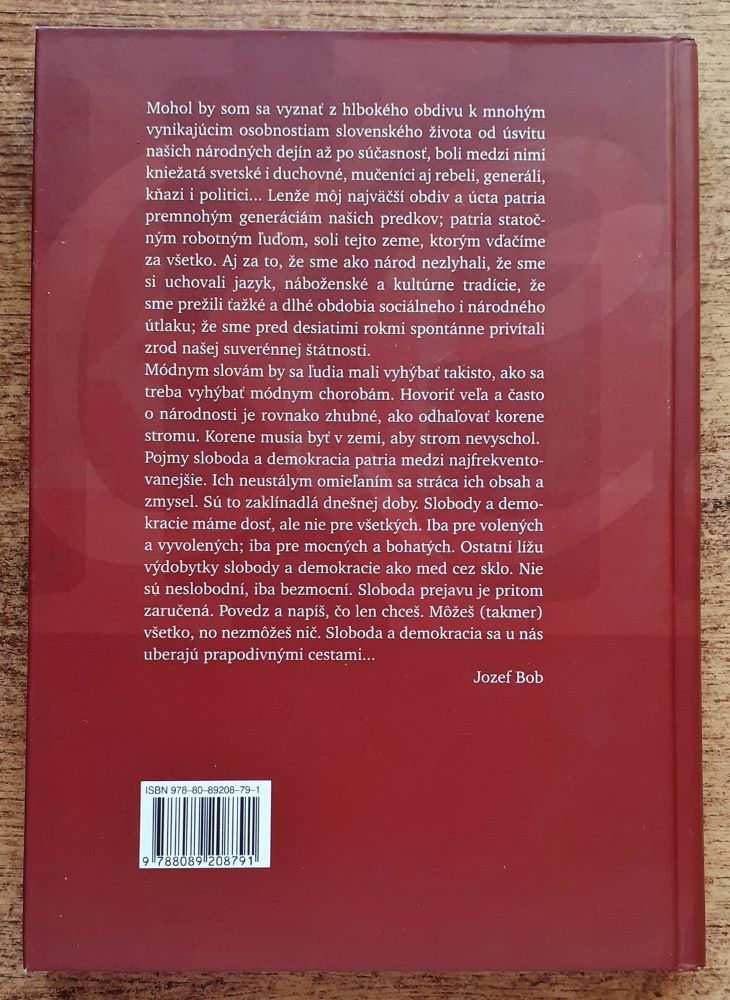 Mohol by som sa vyznať z hlbokého obdivu k mnohým
vynikajúcim osobnostiam slovenského života od úsvitu
našich národných dejín až po súčasnosť, boli medzi nimi
kniežatá svetské i duchovné, mučeníci aj rebeli, generáli,
kňazi i politici... Lenže môj najväčší obdiv a úcta patria
premnohým generáciám našich predkov; patria statoč-
ným robotným ľuďom, soli tejto zeme, ktorým vďačíme
za všetko. Aj za to, že sme ako národ nezlyhali, že sme
si uchovali jazyk, náboženské a kultúrne tradície, že
sme prežili ťažké a dlhé obdobia sociálneho i národného
útlaku; že sme pred desiatimi rokmi spontánne privítali
zrod našej suverénnej štátnosti.
Módnym slovám by sa ľudia mali vyhýbať takisto, ako sa
treba vyhýbať módnym chorobám. Hovoriť veľa a často
o národnosti je rovnako zhubné, ako odhaľovať korene
stromu. Korene musia byť v zemi, aby strom nevyschol.
Pojmy sloboda a demokracia patria medzi najfrekvento-
vanejšie. Ich neustálym omieľaním sa stráca ich obsah a
zmysel. Sú to zaklínadlá dnešnej doby. Slobody a demo-
kracie máme dosť, ale nie pre všetkých. Iba pre volených
a vyvolených; iba pre mocných a bohatých. Ostatní lížu
výdobytky slobody a demokracie ako med cez sklo. Nie
sú neslobodní, iba bezmocní. Sloboda prejavu je pritom
zaručená. Povedz a napíš, čo len chceš. Môžeš (takmer)
všetko, no nezmôžeš nič. Sloboda a demokracia sa u nás
uberajú prapodivnými cestami...
Jozef Bob
ISBN 978-80-89208-79-1
9 788089 208791